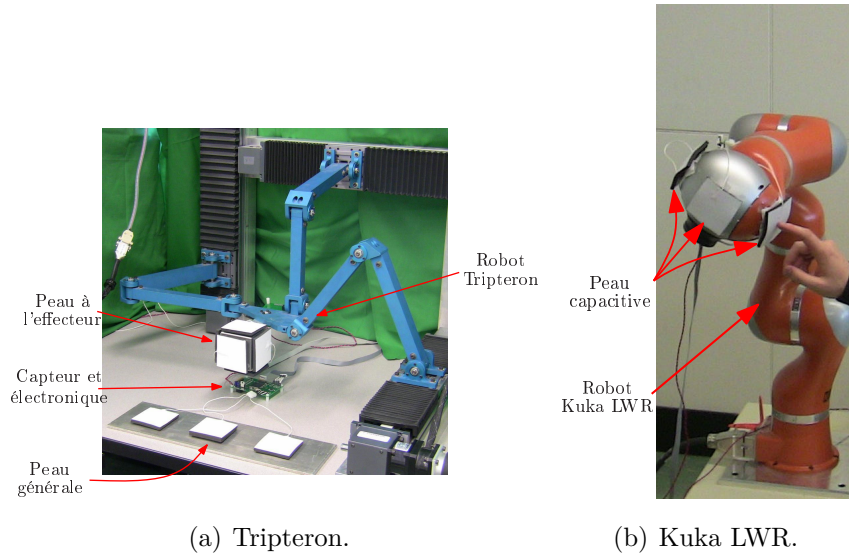 Peau à
l'effecteur
Capteur et
électronique
Peau
générale
Robot
Tripteron
Peau
capacitive
Robot
Kuka LWR
(a) Tripteron.
(b) Kuka LWR.